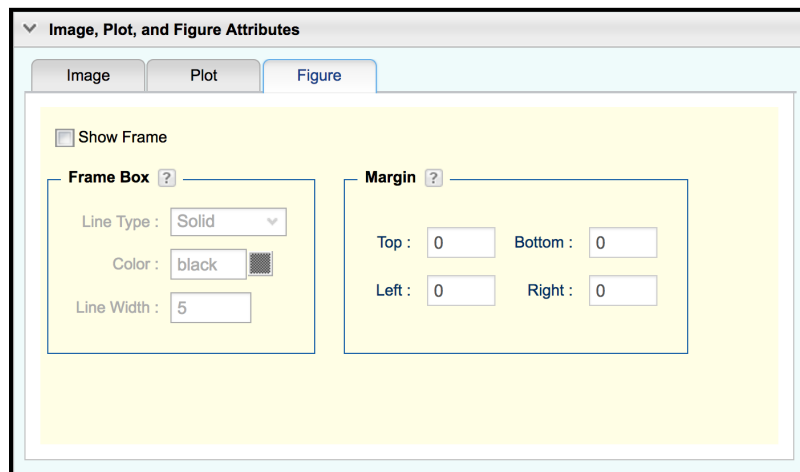 Image, Plot, and Figure Attributes
Image Plot Figure
Show Frame
Frame Box ? Margin ?
Line Type : Solid
Top : 0 Bottom : 0
Color : black
Left : 0 Right : 0
Line Width : 5